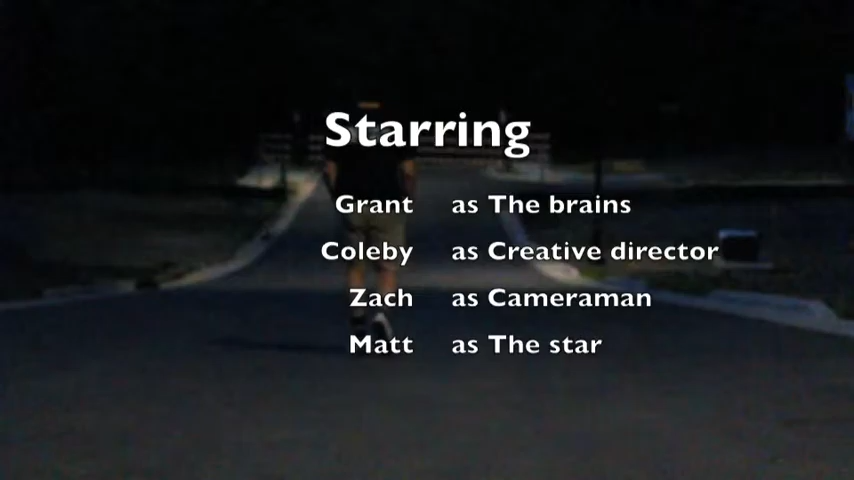 Starring
Grant as The brains
Coleby as Creative director
Zach as Cameraman
Matt as The star